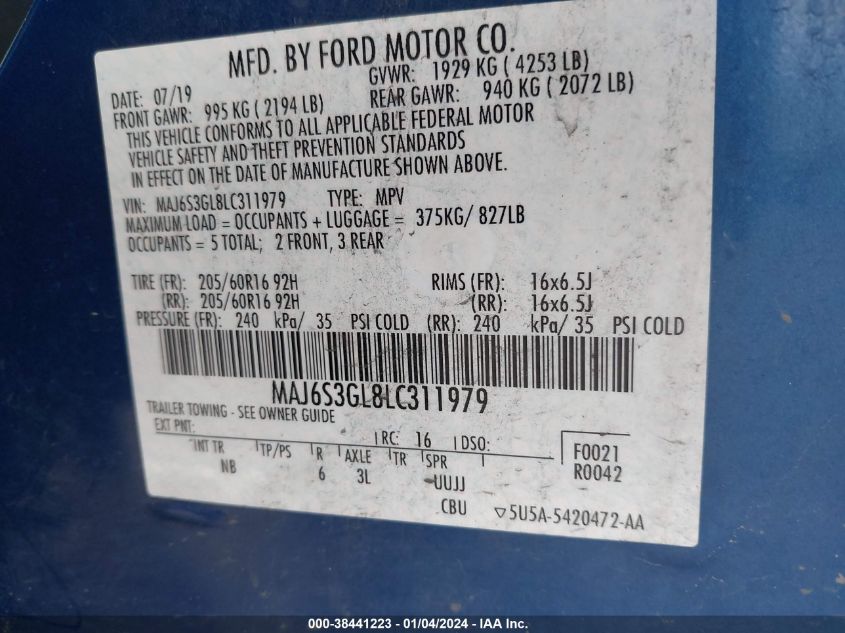 MFD. BY FORD MOTOR CO.
DATE: 07/19 GVWR: 1929 KG ( 4253 LB)
FRONT GAWR: 995 KG ( 2194 LB) REAR GAWR: 940 KG ( 2072 LB)
THIS VEHICLE CONFORMS TO ALL APPLICABLE FEDERAL MOTOR
VEHICLE SAFETY AND THEFT PREVENTION STANDARDS
IN EFFECT ON THE DATE OF MANUFACTURE SHOWN ABOVE.
VIN: MAJ6S3GL8LC311979 TYPE: MPV
MAXIMUM LOAD = OCCUPANTS + LUGGAGE = 375KG/ 827LB
OCCUPANTS = 5 TOTAL; 2 FRONT, 3 REAR
TIRE (FR): 205/60R16 92H RIMS (FR): 16x6.5J
(RR): 205/60R16 92H (RR): 16x6.5J
PRESSURE (FR): 240 kPa/ 35 PSI COLD (RR): 240 kPa/ 35 PSI COLD
MAJ6S3GL8LC311979
TRAILER TOWING - SEE OWNER GUIDE
EXT PNT: RC: 16 DSO: F0021
INT TR TP/PS R AXLE TR SPR R0042
NB 6 3L UUJJ
CBU 5U5A-5420472-AA
000-38441223 - 01/04/2024 - IAA Inc.